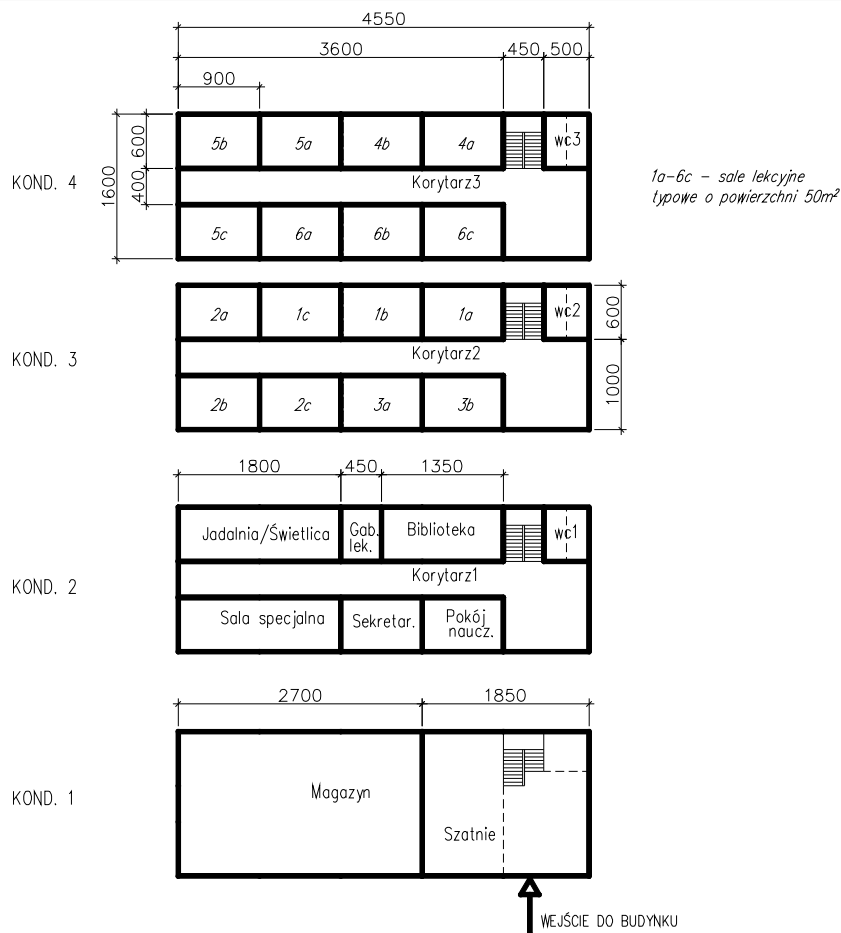 4550
3600 450 500
900
KOND. 4
1600
600
400
5b 5a 4b 4a wc3
Korytarz3
5c 6a 6b 6c
1a-6c - sale lekcyjne
typowe o powierzchni 50m²
KOND. 3
2a 1c 1b 1a wc2
Korytarz2
2b 2c 3a 3b
600
1000
1800 450 1350
KOND. 2
Jadalnia/Świetlica
Gab.
lek.
Biblioteka
wc1
Korytarz1
Sala specjalna
Sekretar.
Pokój
naucz.
2700 1850
KOND. 1
Magazyn
Szatnie
WEJŚCIE DO BUDYNKU